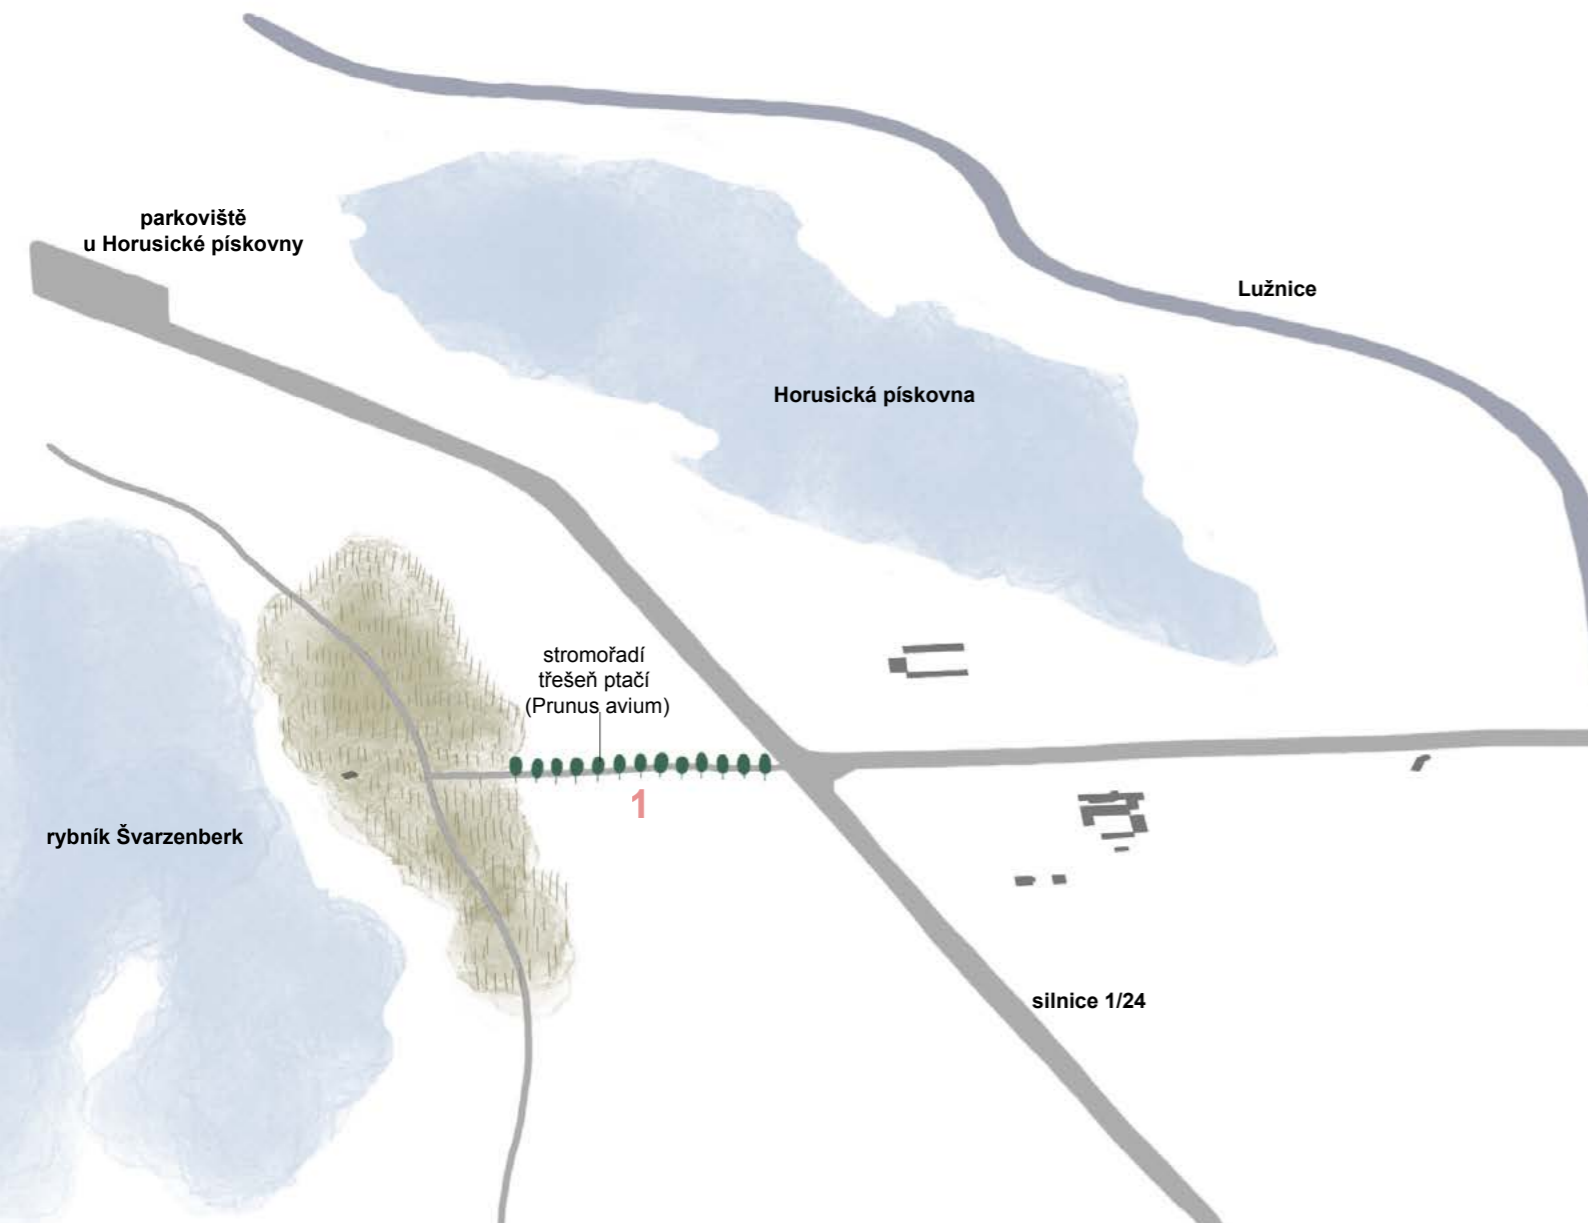 parkoviště
u Horusické pískovny
Lužnice
Horusická pískovna
stromořadí
třešeň ptačí
(Prunus avium)
1
rybník Švarzenberk
silnice 1/24